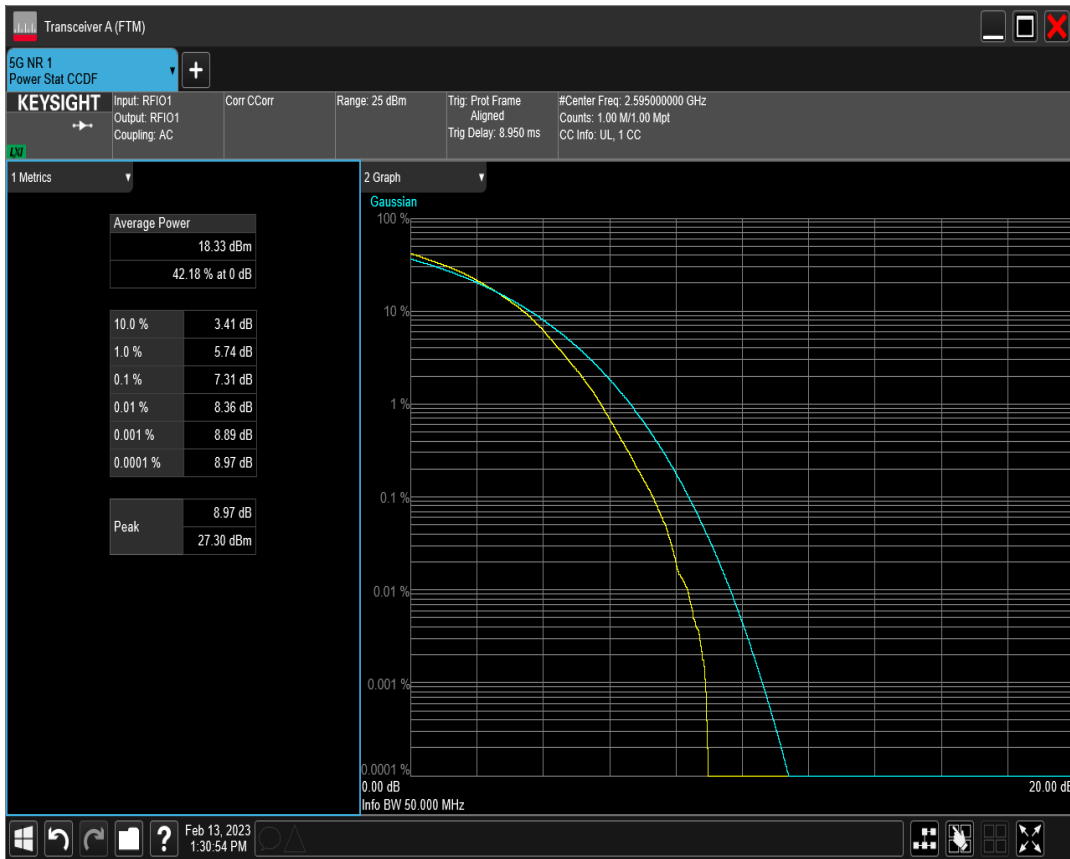 Transceiver A (FTM)
5G NR 1
Power Stat CCDF
+
KEYSIGHT
LXI
Input: RFIO1
Output: RFIO1
Coupling: AC
Corr CCorr
Range: 25 dBm
Trig: Prot Frame
Aligned
Trig Delay: 8.950 ms
#Center Freq: 2.595000000 GHz
Counts: 1.00 M/1.00 Mpt
CC Info: UL, 1 CC
1 Metrics
Average Power
18.33 dBm
42.18 % at 0 dB
10.0 % 3.41 dB
1.0 % 5.74 dB
0.1 % 7.31 dB
0.01 % 8.36 dB
0.001 % 8.89 dB
0.0001 % 8.97 dB
Peak
8.97 dB
27.30 dBm
2 Graph
Gaussian
100 %
10 %
1 %
0.1 %
0.01 %
0.001 %
0.0001 %
0.00 dB 20.00 dB
Info BW 50.000 MHz
?
Feb 13, 2023
1:30:54 PM